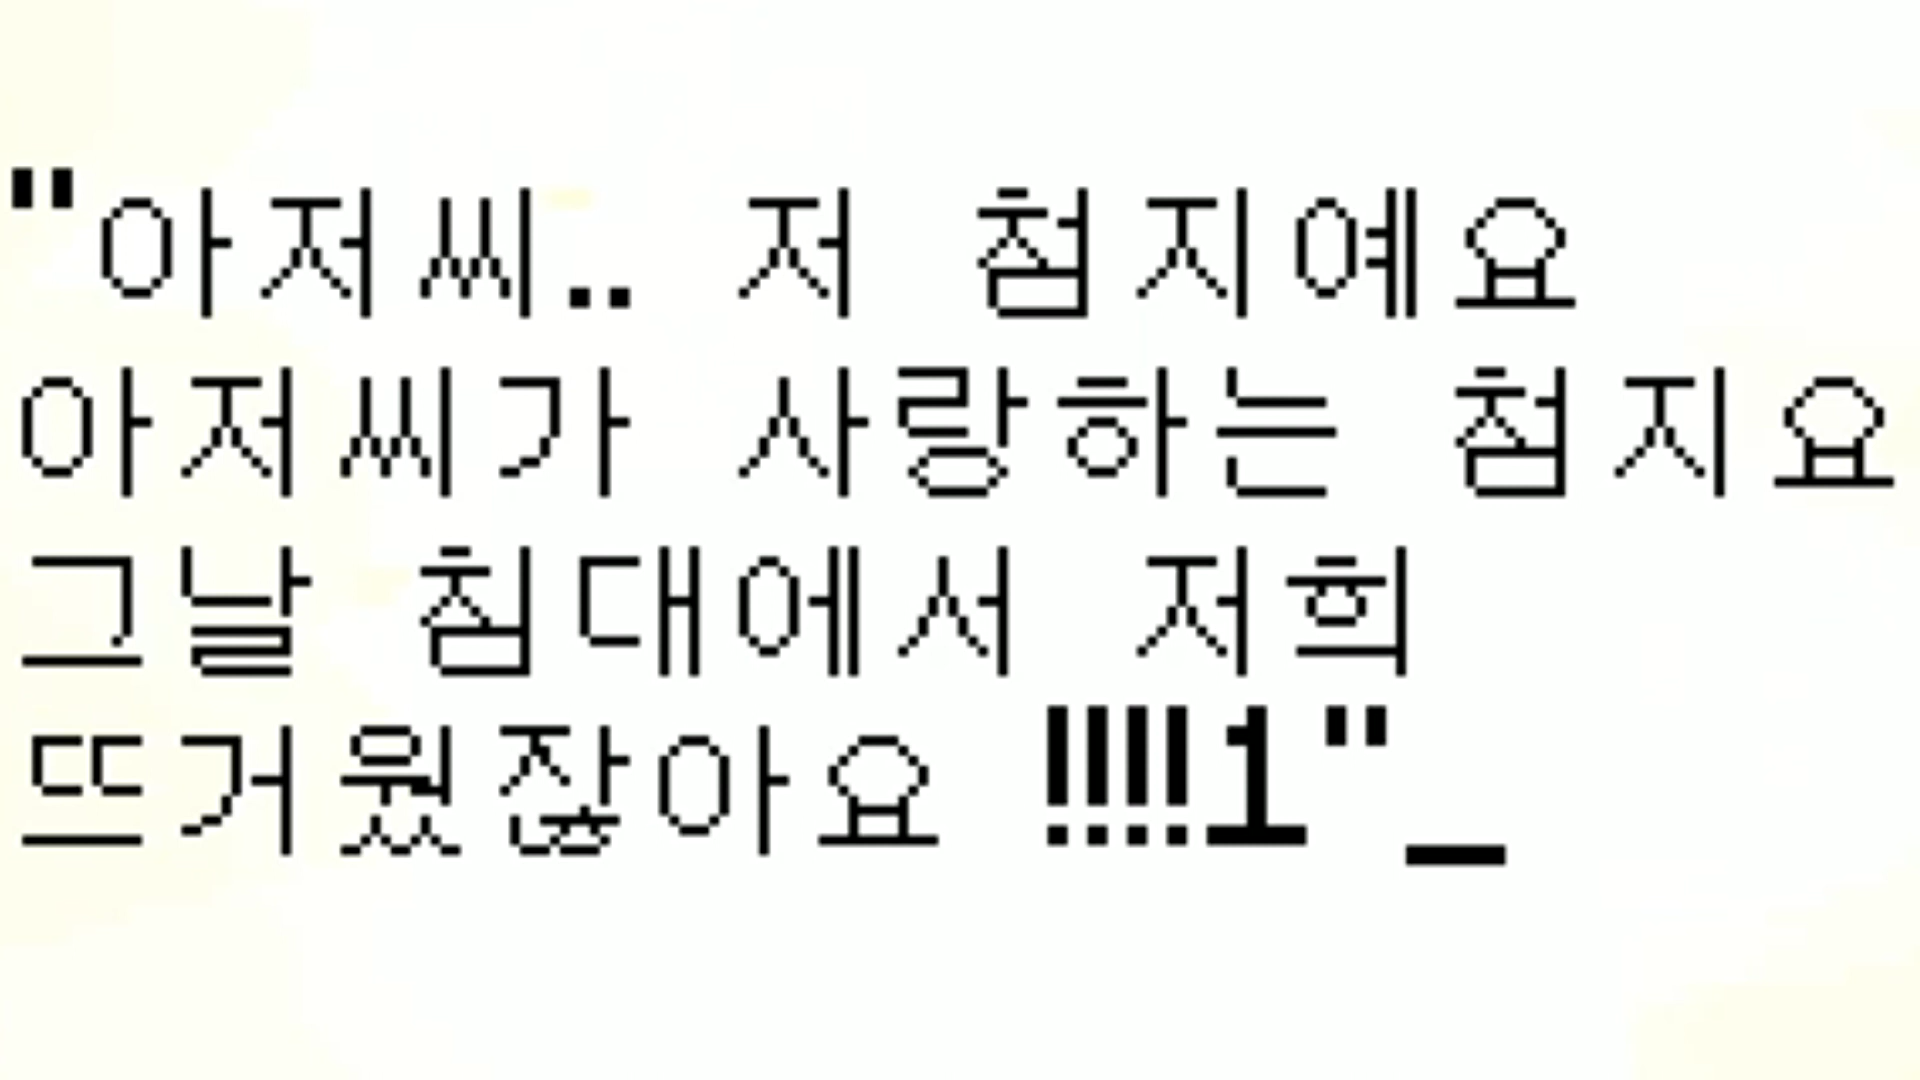 "아저씨.. 저 첨지예요
아저씨가 사랑하는 첨지요
그날 침대에서 저희
뜨거웠잖아요 !!!!1"_